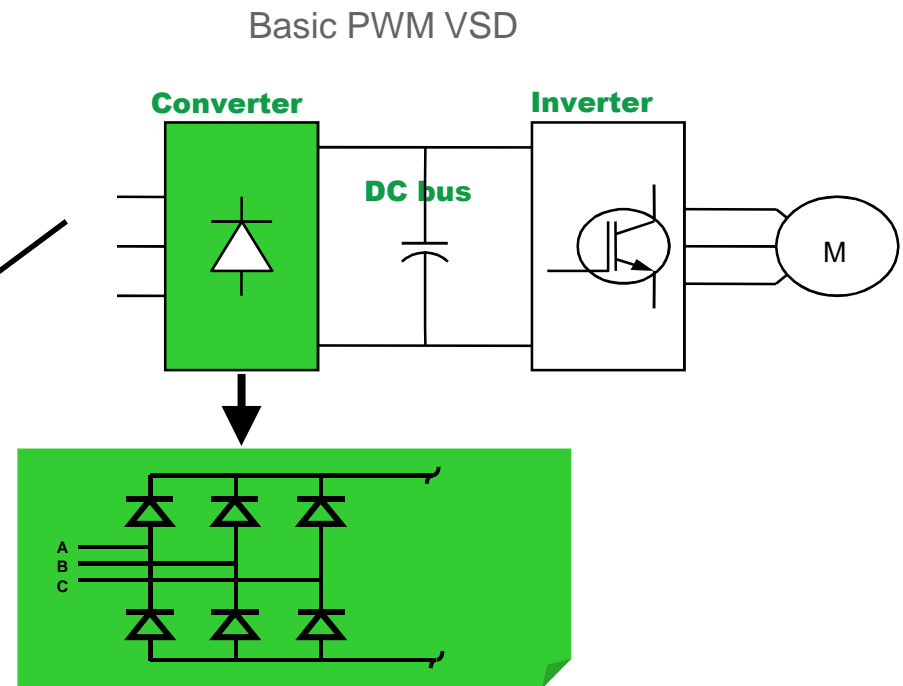 Basic PWM VSD
Converter
Inverter
DC bus
M
A
B
C